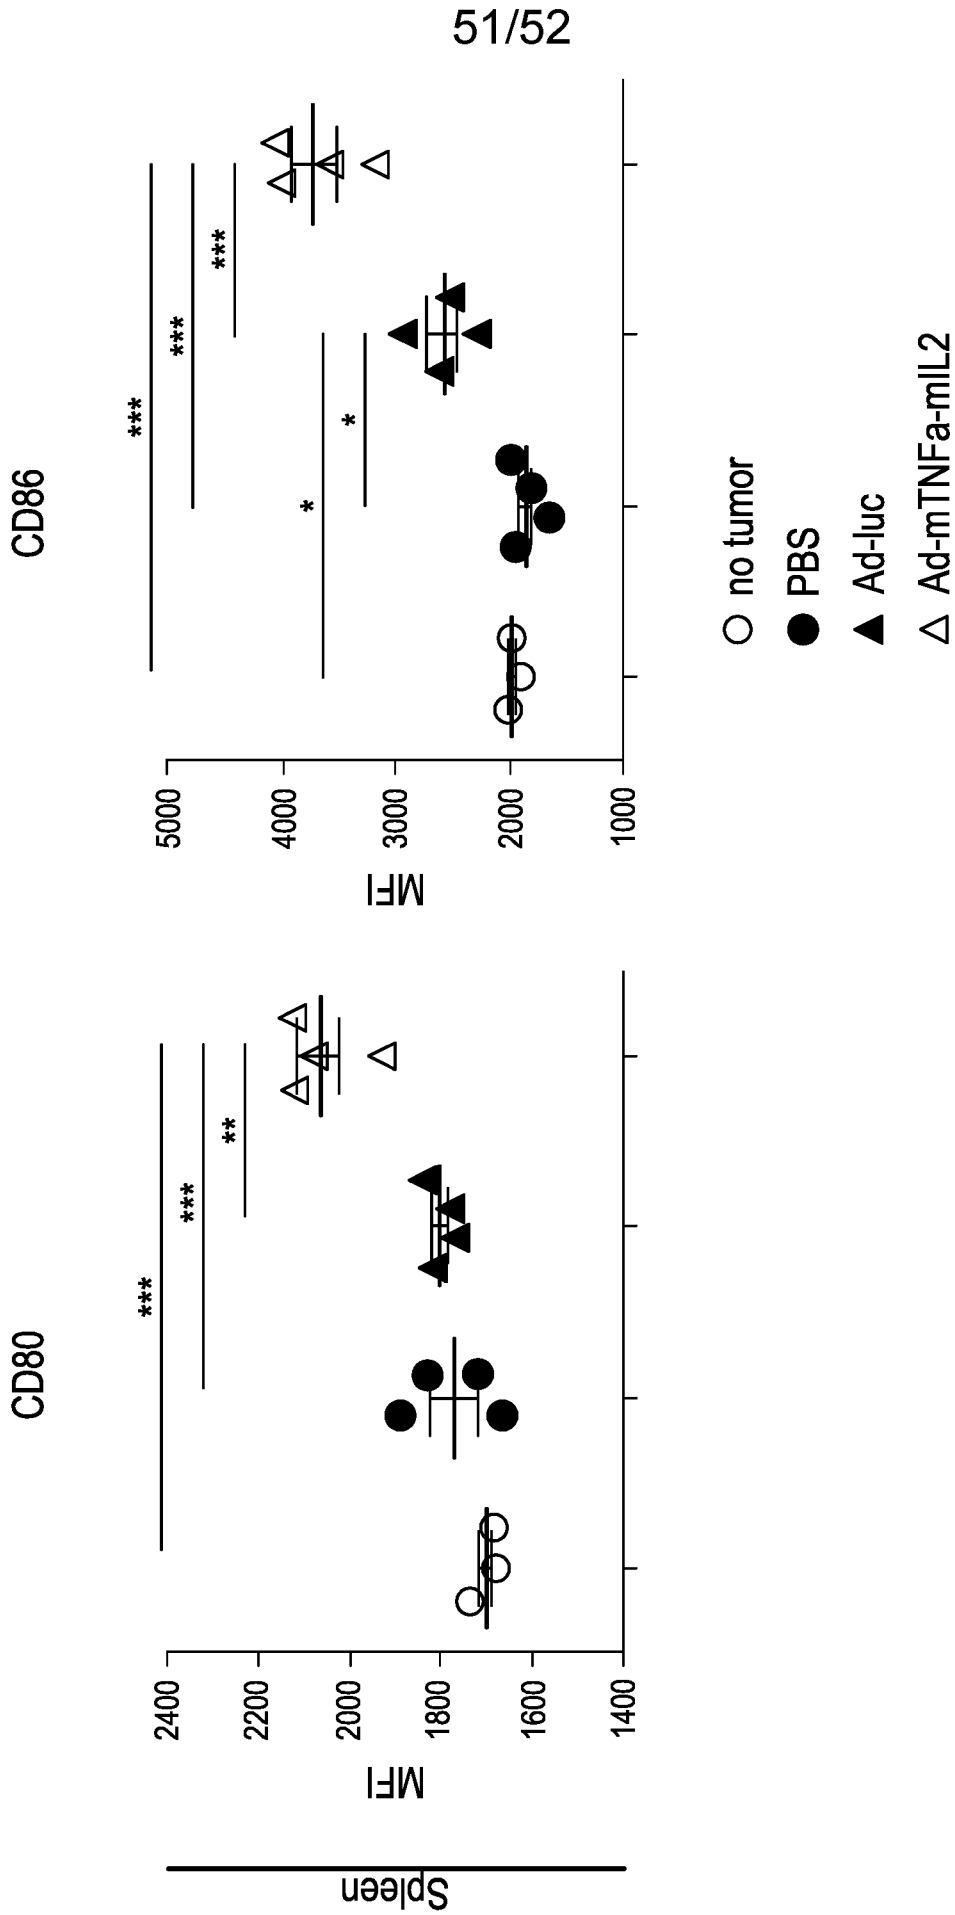 51/52
Spleen
CD80
MFI
2400
2200
2000
1800
1600
1400
***
***
**
CD86
MFI
5000
4000
3000
2000
1000
***
***
***
*
*
no tumor
PBS
Ad-luc
Ad-mTNFa-mIL2